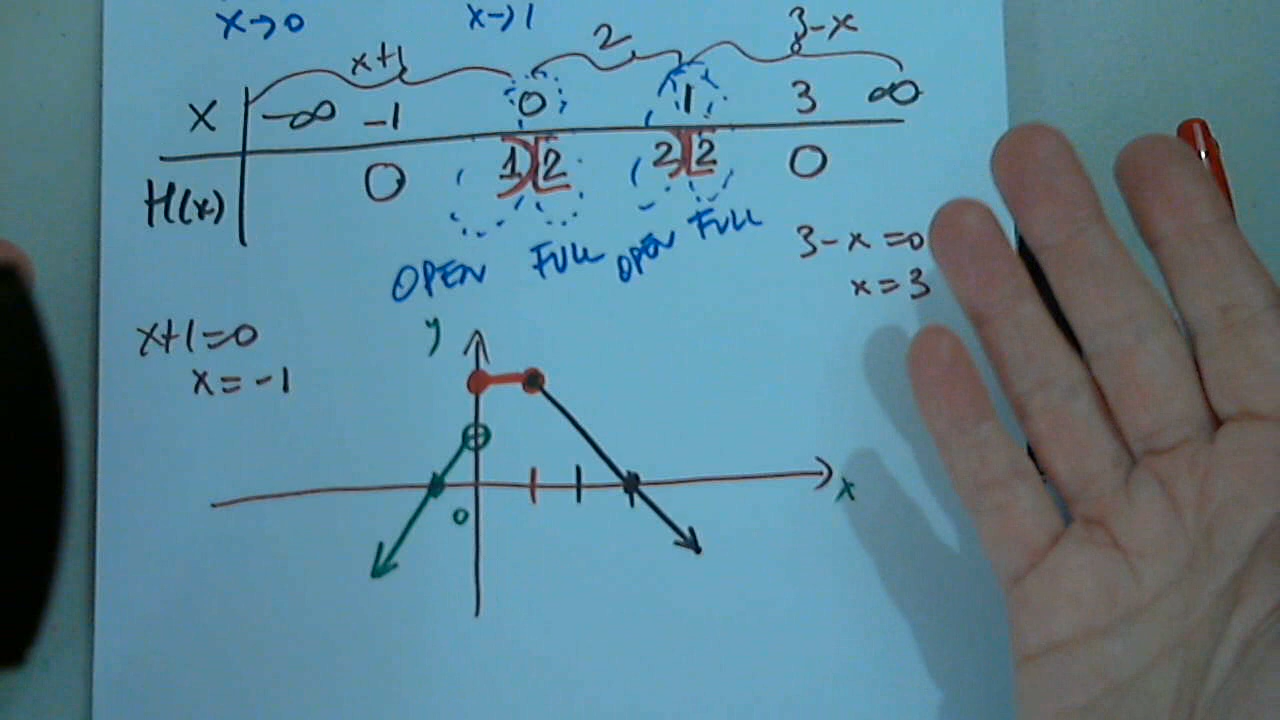 x→0 x→1
x+1 2 3-x
x -∞ -1 0 1 3 ∞
H(x) 0 1 2 2 2 0
OPEN FULL OPEN FULL
3-x=0
x=3
x+1=0
x=-1
y
x
0